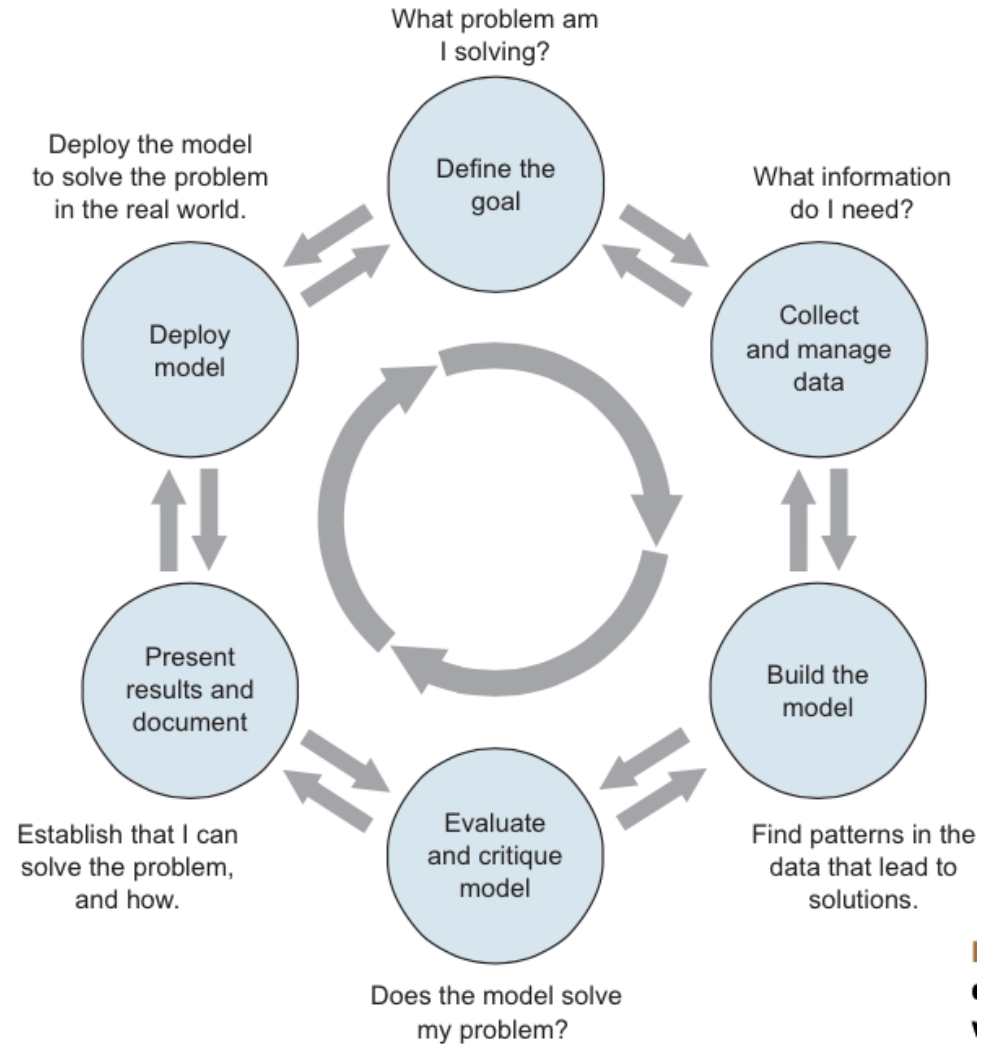 What problem am
I solving?
Define the
goal
What information
do I need?
Collect
and manage
data
Build the
model
Find patterns in the
data that lead to
solutions.
Evaluate
and critique
model
Does the model solve
my problem?
Present
results and
document
Establish that I can
solve the problem,
and how.
Deploy the model
to solve the problem
in the real world.
Deploy
model